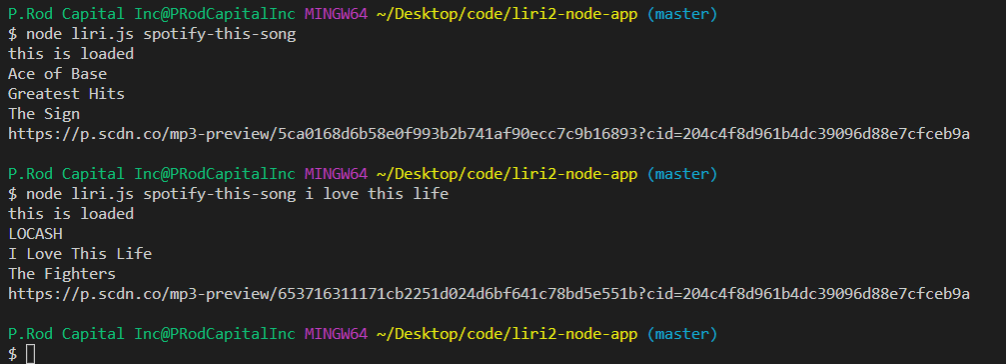 P.Rod Capital Inc@PRodCapitalInc MINGW64 ~/Desktop/code/liri2-node-app (master)
$ node liri.js spotify-this-song
this is loaded
Ace of Base
Greatest Hits
The Sign
https://p.scdn.co/mp3-preview/5ca0168d6b58e0f993b2b741af90ecc7c9b16893?cid=204c4f8d961b4dc39096d88e7cfceb9a
P.Rod Capital Inc@PRodCapitalInc MINGW64 ~/Desktop/code/liri2-node-app (master)
$ node liri.js spotify-this-song i love this life
this is loaded
LOCASH
I Love This Life
The Fighters
https://p.scdn.co/mp3-preview/653716311171cb2251d024d6bf641c78bd5e551b?cid=204c4f8d961b4dc39096d88e7cfceb9a
P.Rod Capital Inc@PRodCapitalInc MINGW64 ~/Desktop/code/liri2-node-app (master)
$